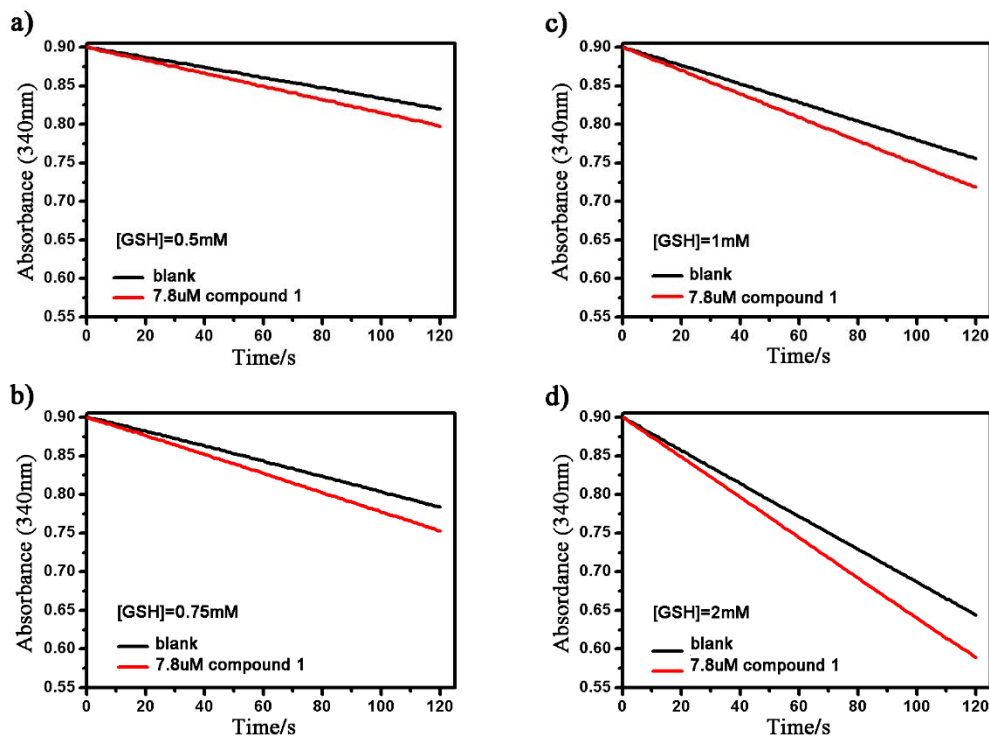 a)
Absorbance (340nm)
0.90
0.85
0.80
0.75
0.70
0.65
0.60
0.55
[GSH]=0.5mM
blank
7.8uM compound 1
0 20 40 60 80 100 120
Time/s
c)
Absorbance (340nm)
0.90
0.85
0.80
0.75
0.70
0.65
0.60
0.55
[GSH]=1mM
blank
7.8uM compound 1
0 20 40 60 80 100 120
Time/s
b)
Absorbance (340nm)
0.90
0.85
0.80
0.75
0.70
0.65
0.60
0.55
[GSH]=0.75mM
blank
7.8uM compound 1
0 20 40 60 80 100 120
Time/s
d)
Absordance (340nm)
0.90
0.85
0.80
0.75
0.70
0.65
0.60
0.55
[GSH]=2mM
blank
7.8uM compound 1
0 20 40 60 80 100 120
Time/s